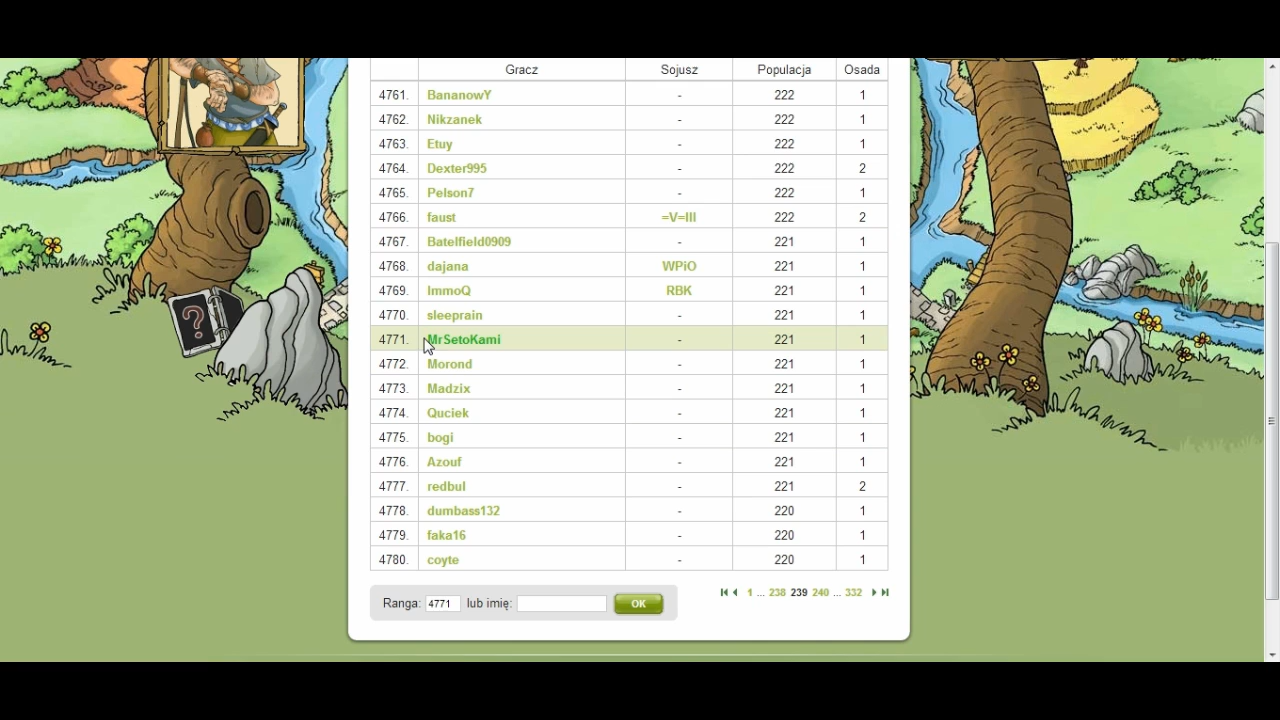 Gracz Sojusz Populacja Osada
4761. BananowY - 222 1
4762. Nikzanek - 222 1
4763. Etuy - 222 1
4764. Dexter995 - 222 2
4765. Pelson7 - 222 1
4766. faust =V=III 222 2
4767. Batelfield0909 - 221 1
4768. dajana WPiO 221 1
4769. ImmoQ RBK 221 1
4770. sleeprain - 221 1
4771. MrSetoKami - 221 1
4772. Morond - 221 1
4773. Madzix - 221 1
4774. Quciek - 221 1
4775. bogi - 221 1
4776. Azouf - 221 1
4777. redbul - 221 2
4778. dumbass132 - 220 1
4779. faka16 - 220 1
4780. coyte - 220 1
Ranga: 4771 lub imię: OK 1 ... 238 239 240 ... 332
?